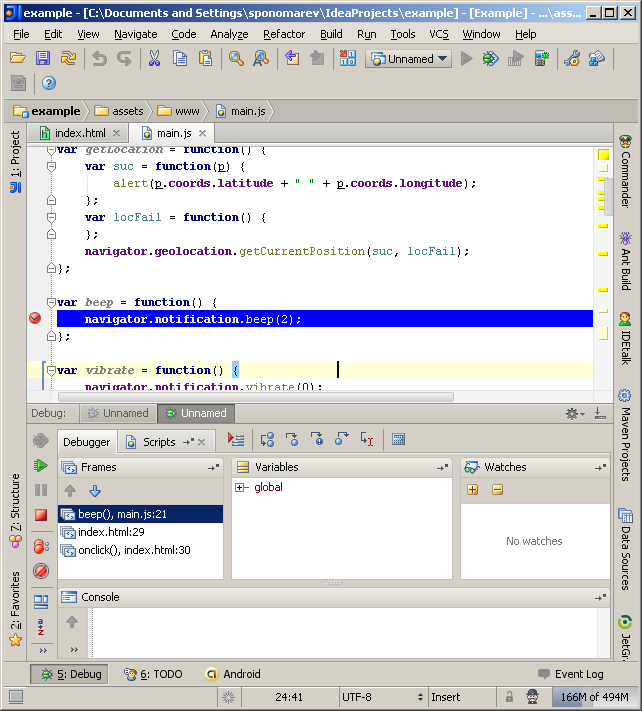 example - [C:\Documents and Settings\sponomarev\IdeaProjects\example] - [Example] - ...\ass...
File Edit View Navigate Code Analyze Refactor Build Run Tools VCS Window Help
Unnamed
example assets www main.js
index.html main.js
var getLocation = function() {
var suc = function(p) {
alert(p.coords.latitude + " " + p.coords.longitude);
};
var locFail = function() {
};
navigator.geolocation.getCurrentPosition(suc, locFail);
};
var beep = function() {
navigator.notification.beep(2);
};
var vibrate = function() {
navigator.notification.vibrate(0);
1: Project
7: Structure
2: Favorites
Commander
Ant Build
IDEtalk
Maven Projects
Data Sources
JetGra
Debug: Unnamed Unnamed
Debugger Scripts
Frames Variables Watches
beep(), main.js:21
index.html:29
onclick(), index.html:30
global
No watches
Console
5: Debug 6: TODO Android Event Log
24:41 UTF-8 Insert 166M of 494M